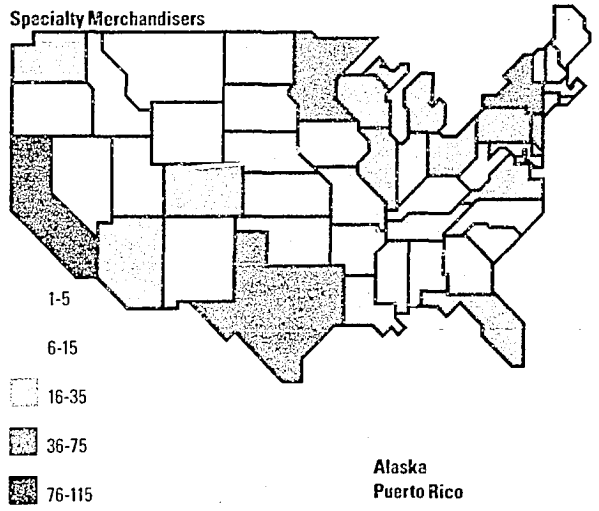 Specialty Merchandisers
1-5
6-15
16-35
36-75
76-115
Alaska
Puerto Rico